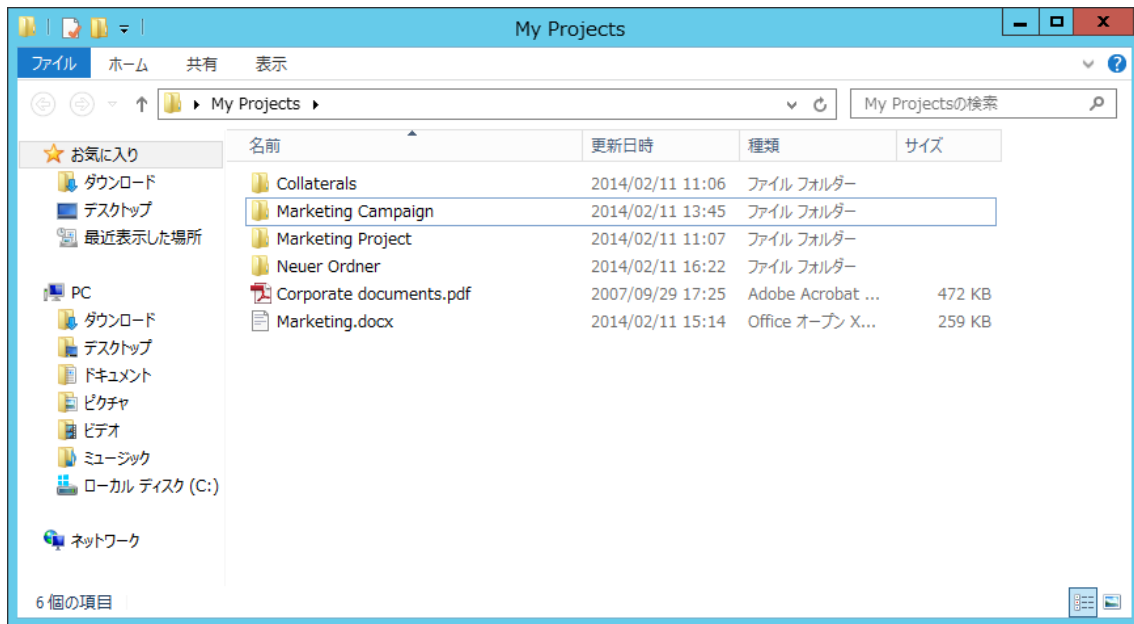 My Projects
ファイル ホーム 共有 表示
My Projects
My Projectsの検索
名前 更新日時 種類 サイズ
お気に入り
ダウンロード
デスクトップ
最近表示した場所
PC
ダウンロード
デスクトップ
ドキュメント
ピクチャ
ビデオ
ミュージック
ローカル ディスク (C:)
ネットワーク
Collaterals 2014/02/11 11:06 ファイル フォルダー
Marketing Campaign 2014/02/11 13:45 ファイル フォルダー
Marketing Project 2014/02/11 11:07 ファイル フォルダー
Neuer Ordner 2014/02/11 16:22 ファイル フォルダー
Corporate documents.pdf 2007/09/29 17:25 Adobe Acrobat ... 472 KB
Marketing.docx 2014/02/11 15:14 Office オープン X... 259 KB
6 個の項目